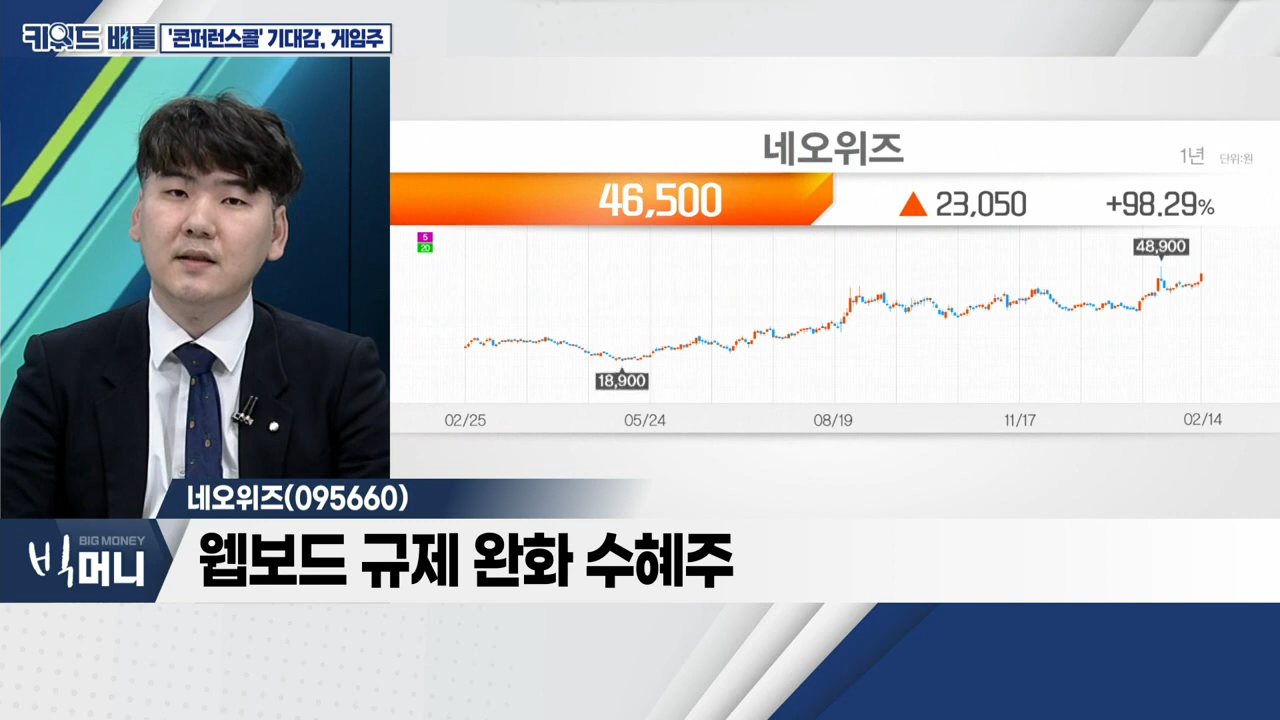 키워드 배틀 '콘퍼런스콜' 기대감, 게임주
네오위즈
1년 단위:원
46,500 ▲ 23,050 +98.29%
5
20
48,900
18,900
02/25 05/24 08/19 11/17 02/14
네오위즈(095660)
BIG MONEY
빅머니
웹보드 규제 완화 수혜주